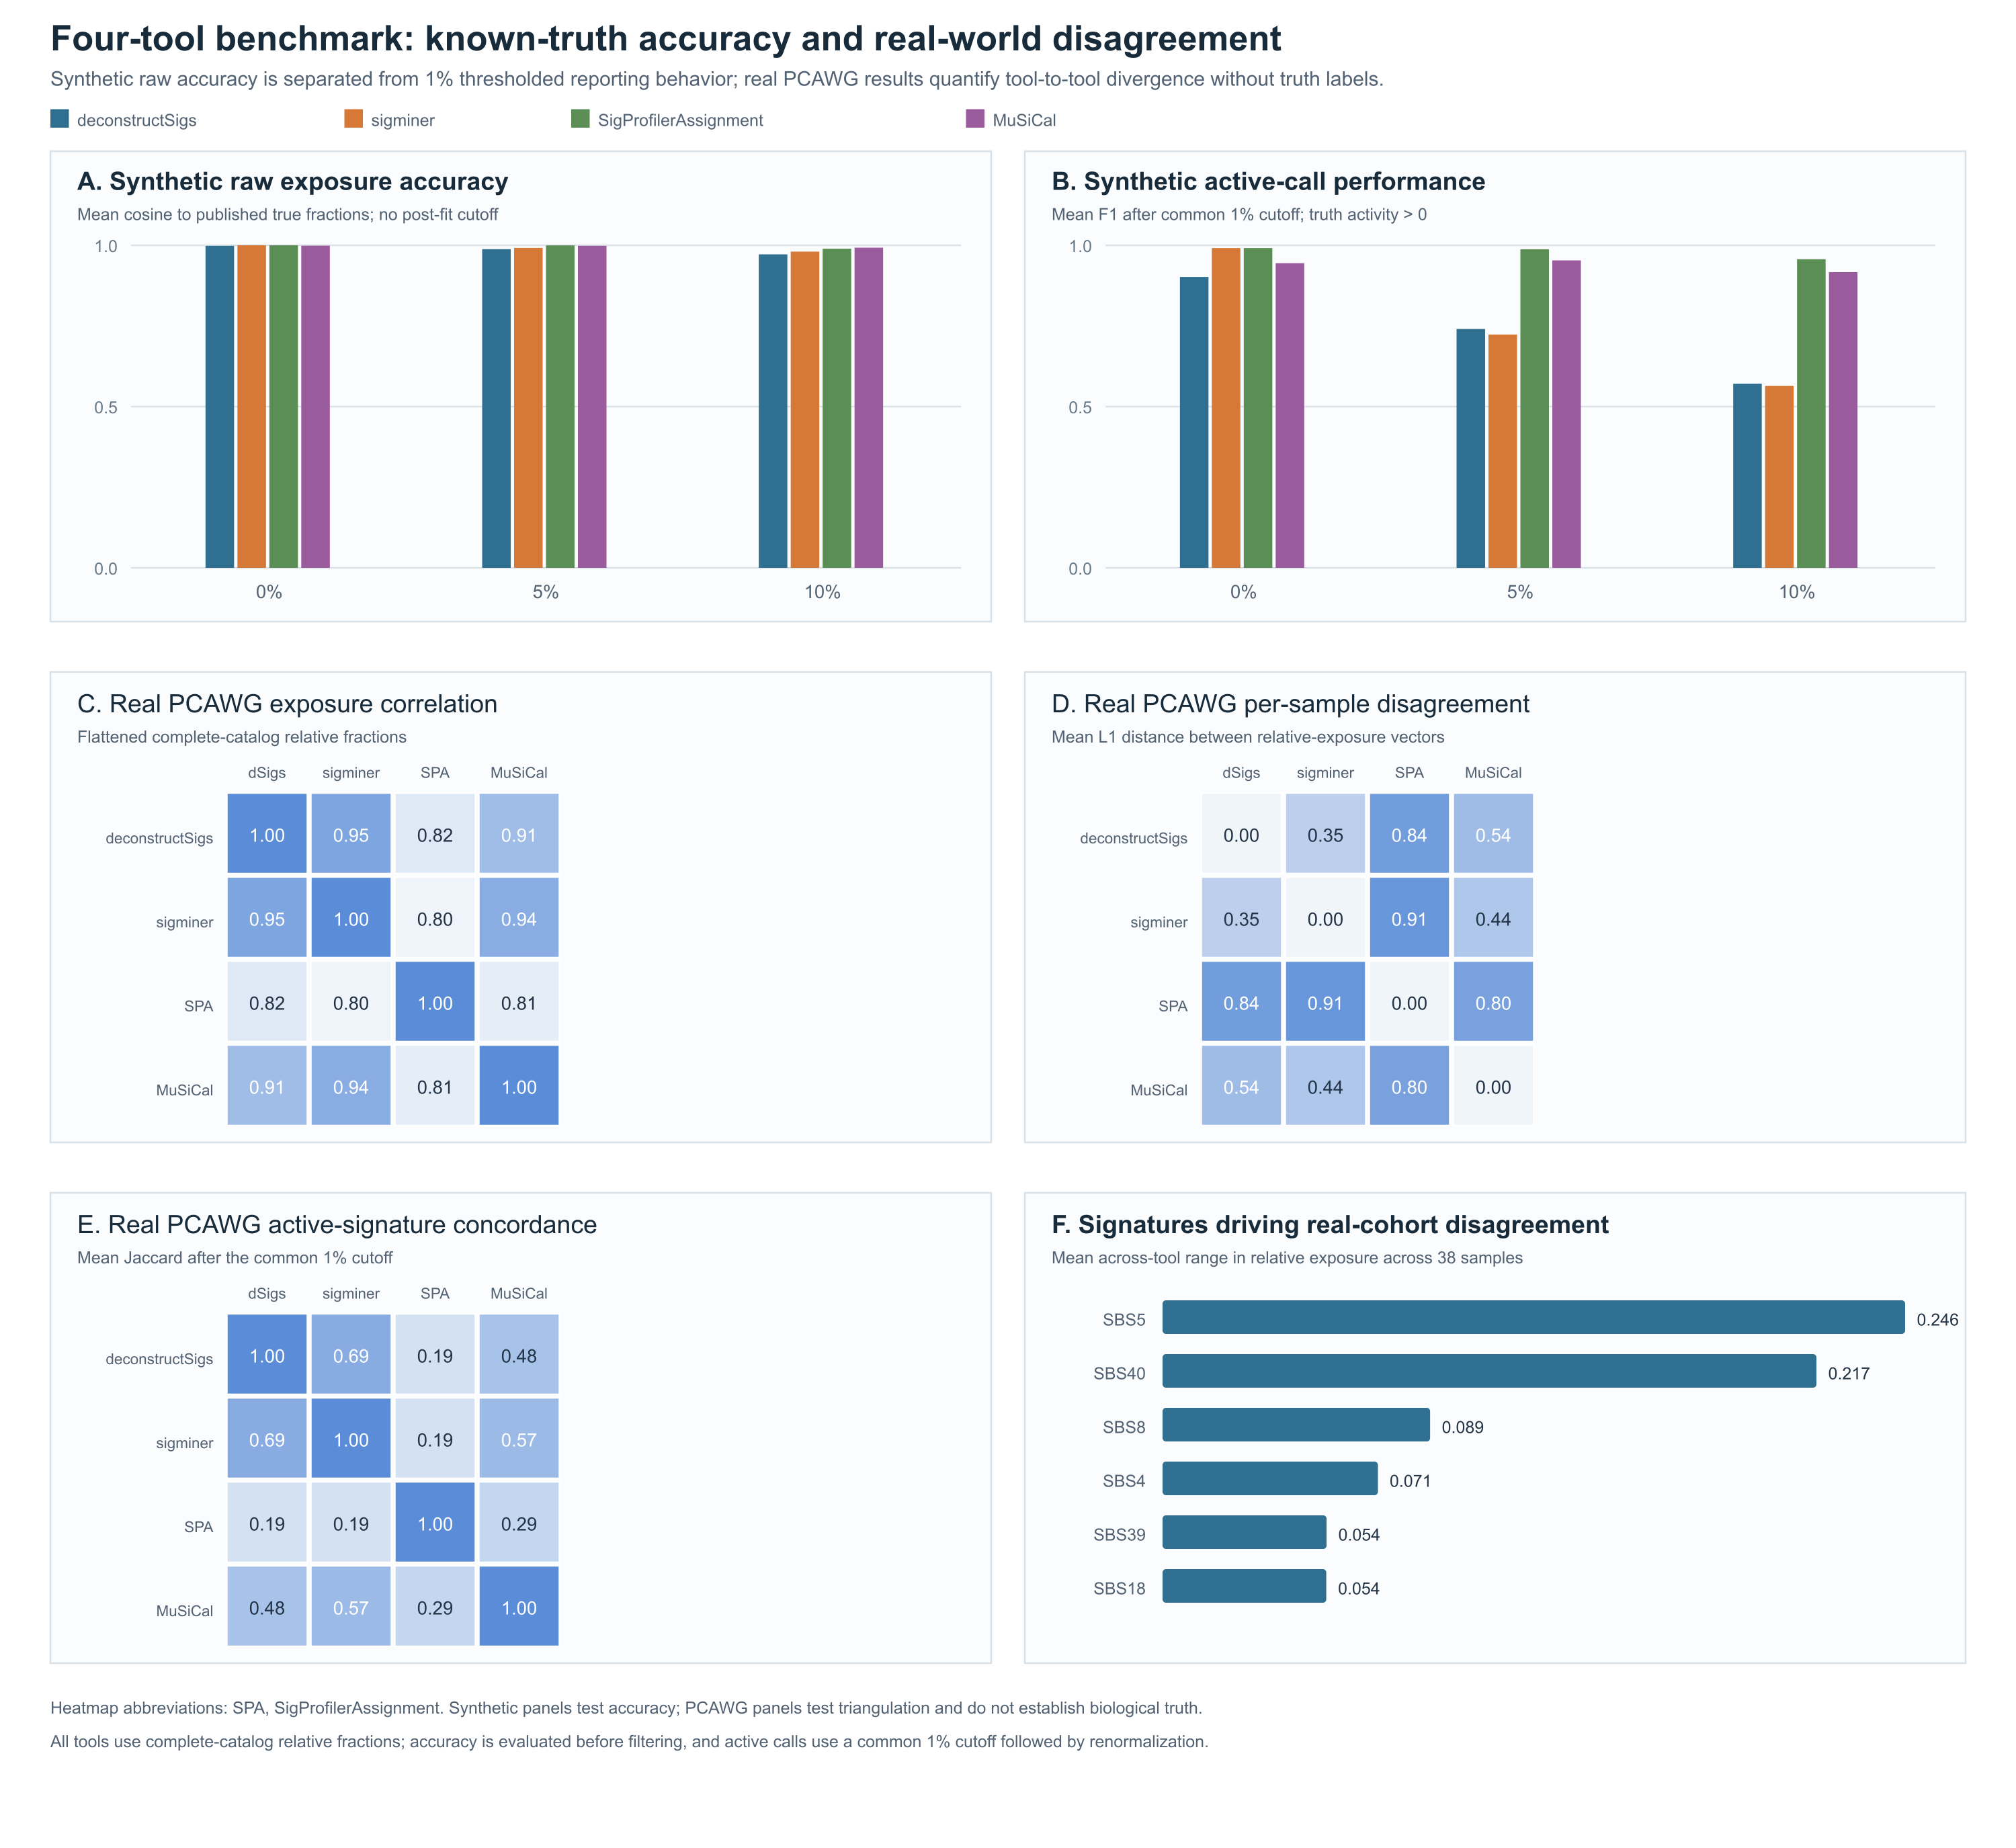 Four-tool benchmark: known-truth accuracy and real-world disagreement
Synthetic raw accuracy is separated from 1% thresholded reporting behavior; real PCAWG results quantify tool-to-tool divergence without truth labels.
deconstructSigs sigminer SigProfilerAssignment MuSiCal
A. Synthetic raw exposure accuracy
Mean cosine to published true fractions; no post-fit cutoff
1.0
0.5
0.0
0% 5% 10%
B. Synthetic active-call performance
Mean F1 after common 1% cutoff; truth activity > 0
1.0
0.5
0.0
0% 5% 10%
C. Real PCAWG exposure correlation
Flattened complete-catalog relative fractions
dSigs sigminer SPA MuSiCal
deconstructSigs 1.00 0.95 0.82 0.91
sigminer 0.95 1.00 0.80 0.94
SPA 0.82 0.80 1.00 0.81
MuSiCal 0.91 0.94 0.81 1.00
D. Real PCAWG per-sample disagreement
Mean L1 distance between relative-exposure vectors
dSigs sigminer SPA MuSiCal
deconstructSigs 0.00 0.35 0.84 0.54
sigminer 0.35 0.00 0.91 0.44
SPA 0.84 0.91 0.00 0.80
MuSiCal 0.54 0.44 0.80 0.00
E. Real PCAWG active-signature concordance
Mean Jaccard after the common 1% cutoff
dSigs sigminer SPA MuSiCal
deconstructSigs 1.00 0.69 0.19 0.48
sigminer 0.69 1.00 0.19 0.57
SPA 0.19 0.19 1.00 0.29
MuSiCal 0.48 0.57 0.29 1.00
F. Signatures driving real-cohort disagreement
Mean across-tool range in relative exposure across 38 samples
SBS5 0.246
SBS40 0.217
SBS8 0.089
SBS4 0.071
SBS39 0.054
SBS18 0.054
Heatmap abbreviations: SPA, SigProfilerAssignment. Synthetic panels test accuracy; PCAWG panels test triangulation and do not establish biological truth.
All tools use complete-catalog relative fractions; accuracy is evaluated before filtering, and active calls use a common 1% cutoff followed by renormalization.